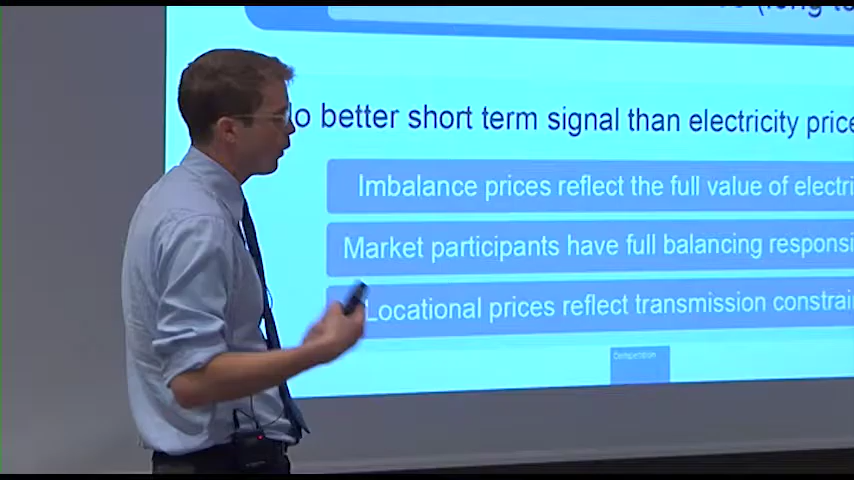 o better short term signal than electricity price
Imbalance prices reflect the full value of electri
Market participants have full balancing responsi
Locational prices reflect transmission constrai
Competition